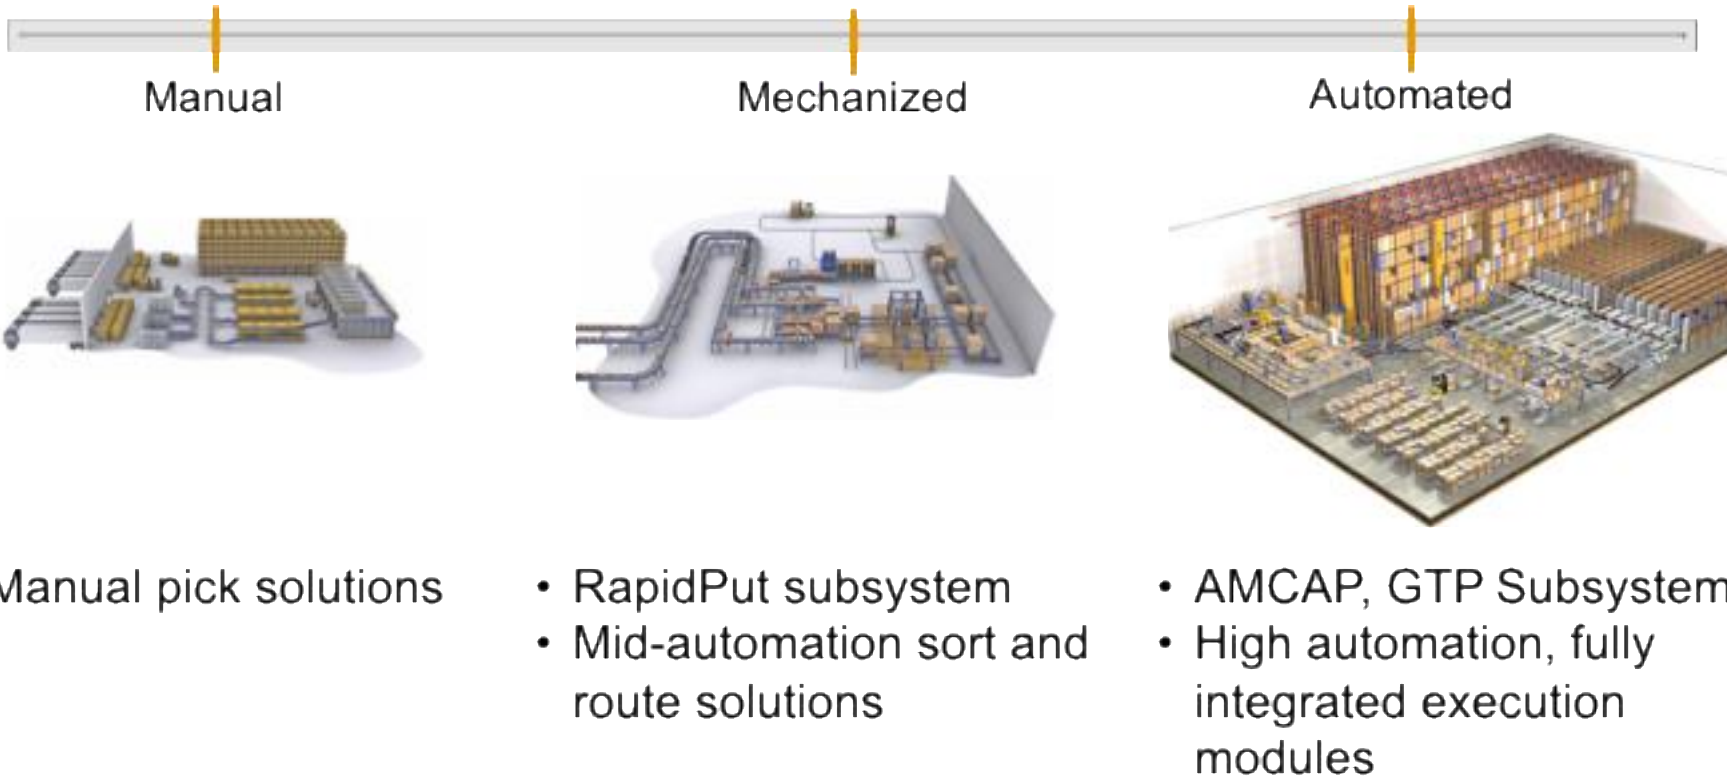 Manual
Mechanized
Automated
Manual pick solutions
• RapidPut subsystem
• Mid-automation sort and
route solutions
• AMCAP, GTP Subsystem
• High automation, fully
integrated execution
modules